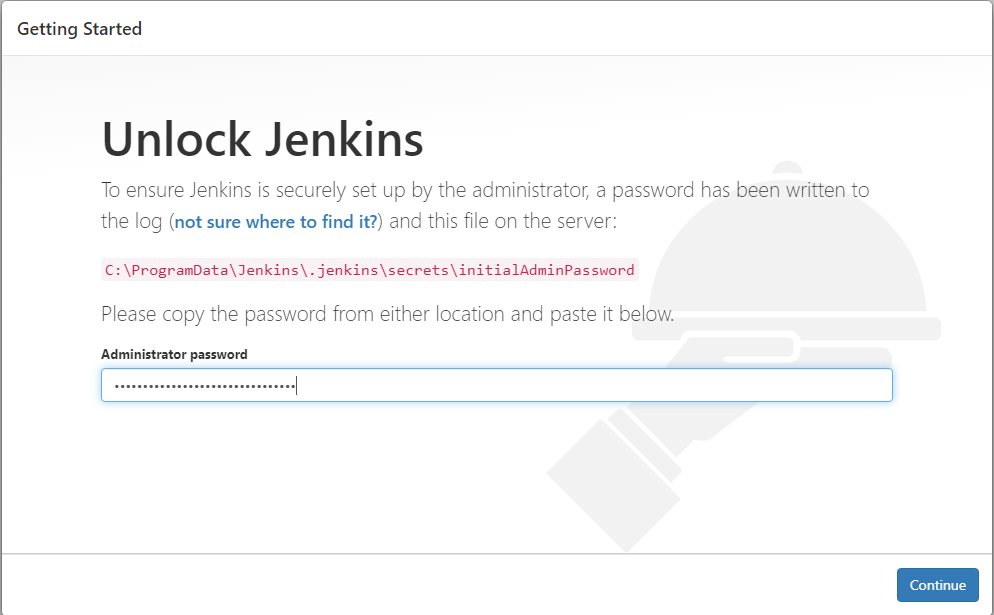 Getting Started
Unlock Jenkins
To ensure Jenkins is securely set up by the administrator, a password has been written to
the log (not sure where to find it?) and this file on the server:
C:\ProgramData\Jenkins\.jenkins\secrets\initialAdminPassword
Please copy the password from either location and paste it below.
Administrator password
••••••••••••••••••••••••••••••••
Continue